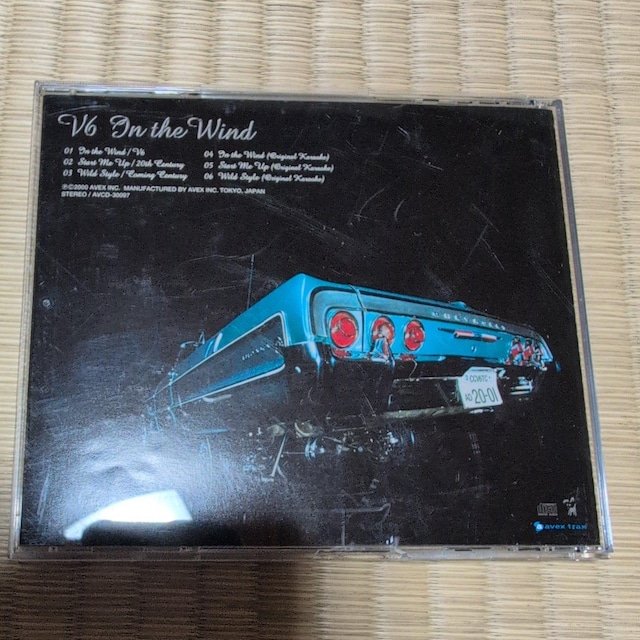 V6 In the Wind
01 In the Wind / V6
02 Start Me Up / 20th Century
03 Wild Style / Coming Century
04 In the Wind (Original Karaoke)
05 Start Me Up (Original Karaoke)
06 Wild Style (Original Karaoke)
℗©2000 AVEX INC. MANUFACTURED BY AVEX INC. TOKYO, JAPAN
STEREO / AVCD-30097
CHEVROLET
20-01
avex trax